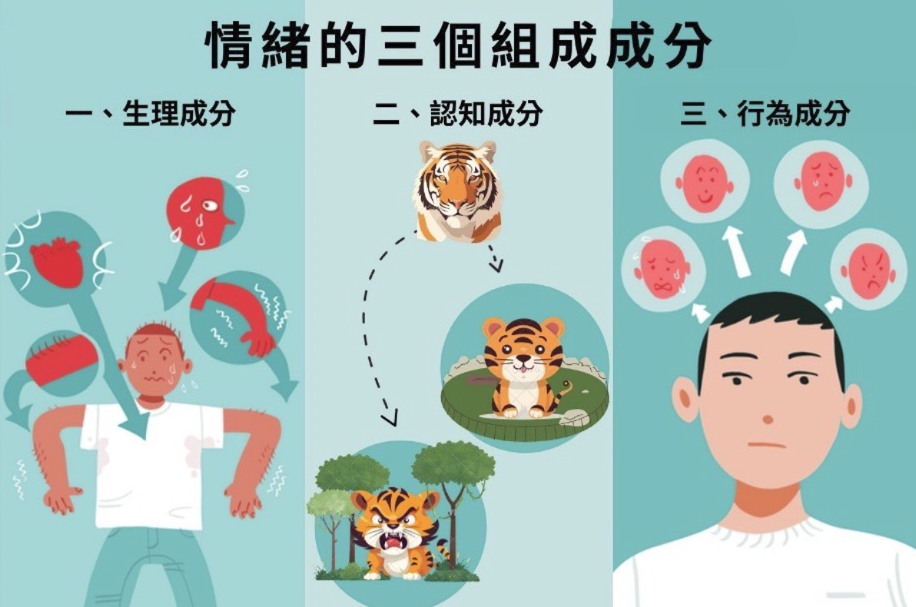 情緒的三個組成成分
一、生理成分
二、認知成分
三、行為成分